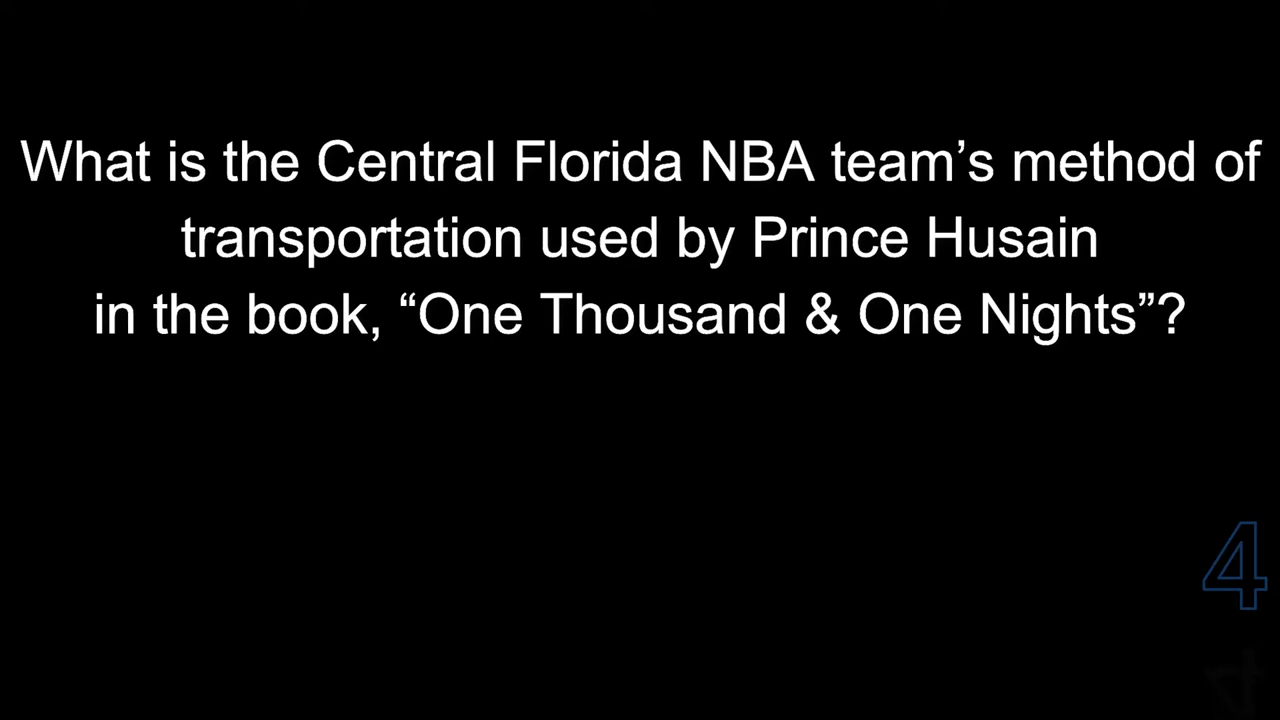 What is the Central Florida NBA team’s method of
transportation used by Prince Husain
in the book, “One Thousand & One Nights”?
4